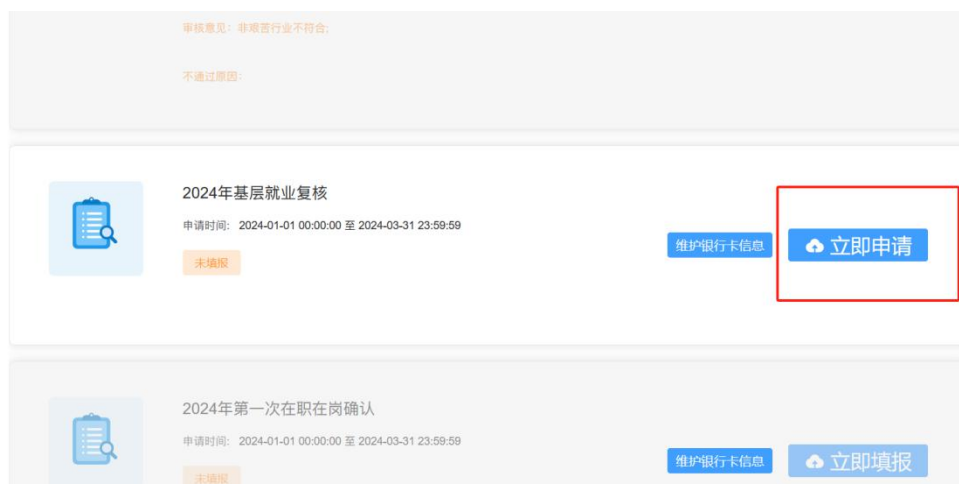 审核意见：非艰苦行业不符合;
不通过原因：
2024年基层就业复核
申请时间： 2024-01-01 00:00:00 至 2024-03-31 23:59:59
未填报
维护银行卡信息
立即申请
2024年第一次在职在岗确认
申请时间： 2024-01-01 00:00:00 至 2024-03-31 23:59:59
未填报
维护银行卡信息
立即填报